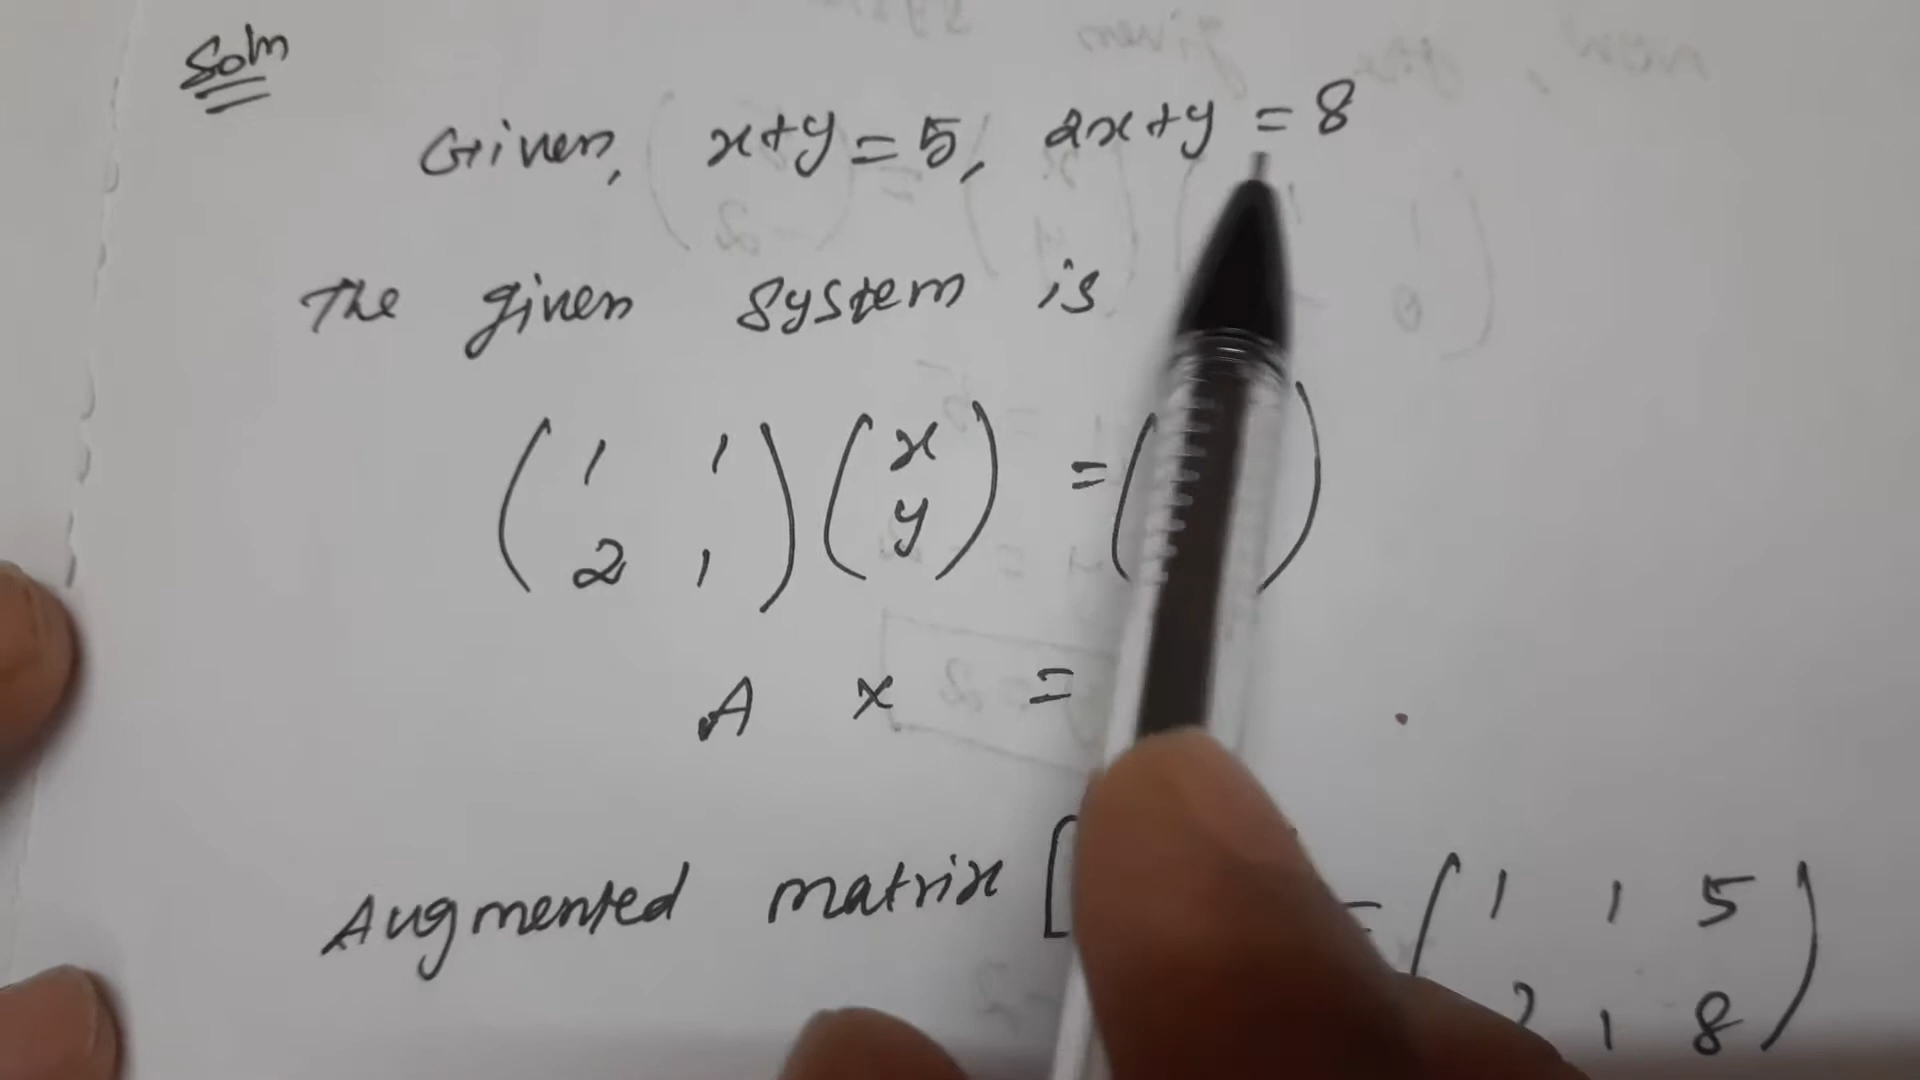 Soln
Given, x+y=5, 2x+y=8
The given system is
( 1 1
2 1 ) ( x
y ) = ( )
A x =
Augmented matrix [ = ( 1 1 5
2 1 8 )